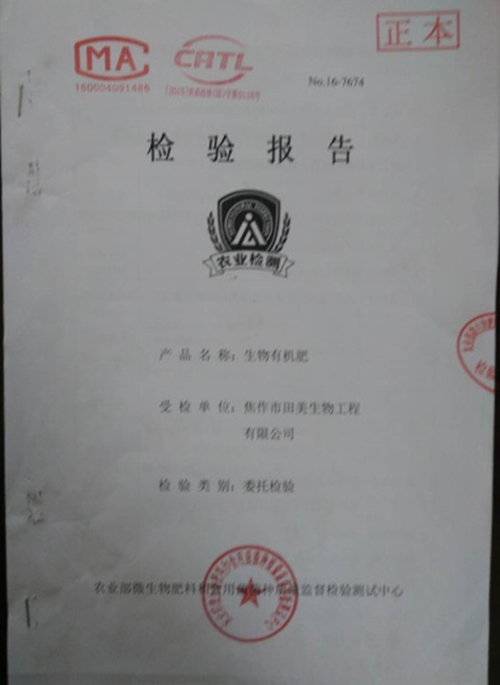 正本
MA
150004091486
CATL
No.16-7674
检验报告
农业检测
产品名称：生物有机肥
受检单位：焦作市田美生物工程
有限公司
检验类别：委托检验
农业部微生物肥料和食用菌菌种质量监督检验测试中心